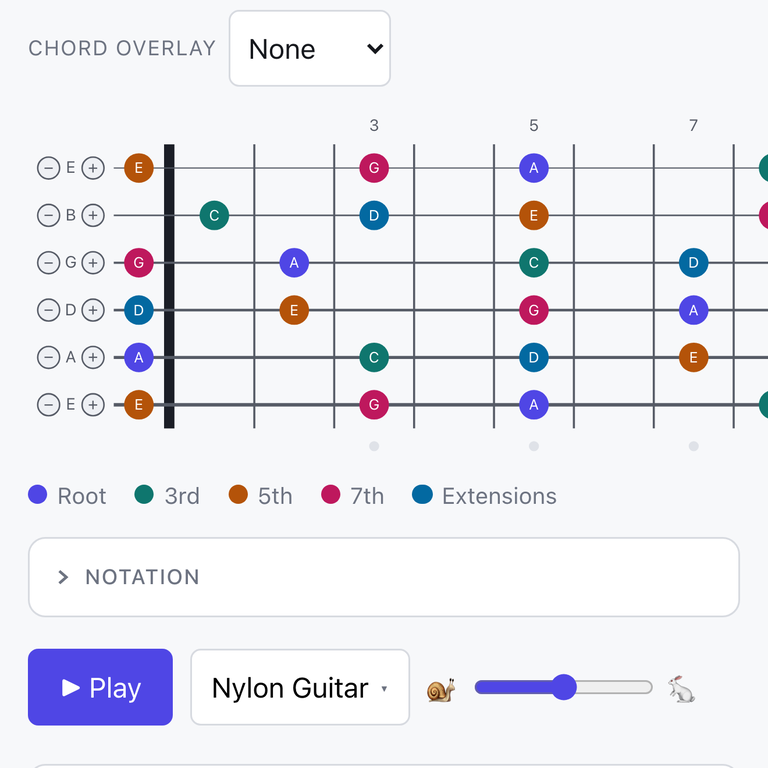 CHORD OVERLAY None
3 5 7
− E + E G A
− B + C D E
− G + G A C D
− D + D E G A
− A + A C D E
− E + E G A
Root 3rd 5th 7th Extensions
NOTATION
Play Nylon Guitar